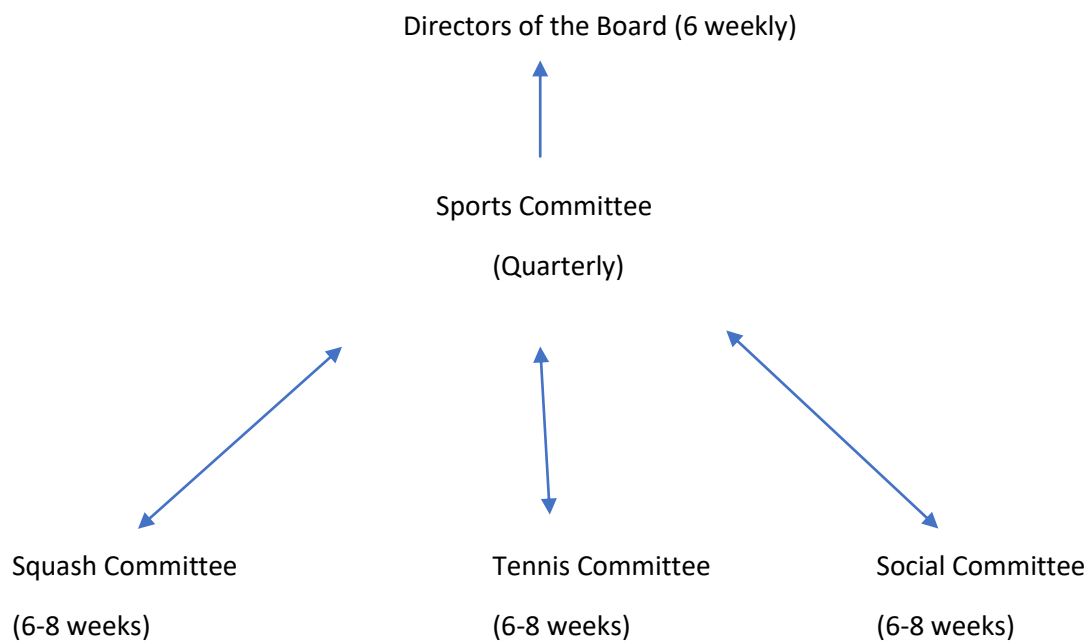 Directors of the Board (6 weekly)
Sports Committee
(Quarterly)
Squash Committee
Tennis Committee
Social Committee
(6-8 weeks)
(6-8 weeks)
(6-8 weeks)